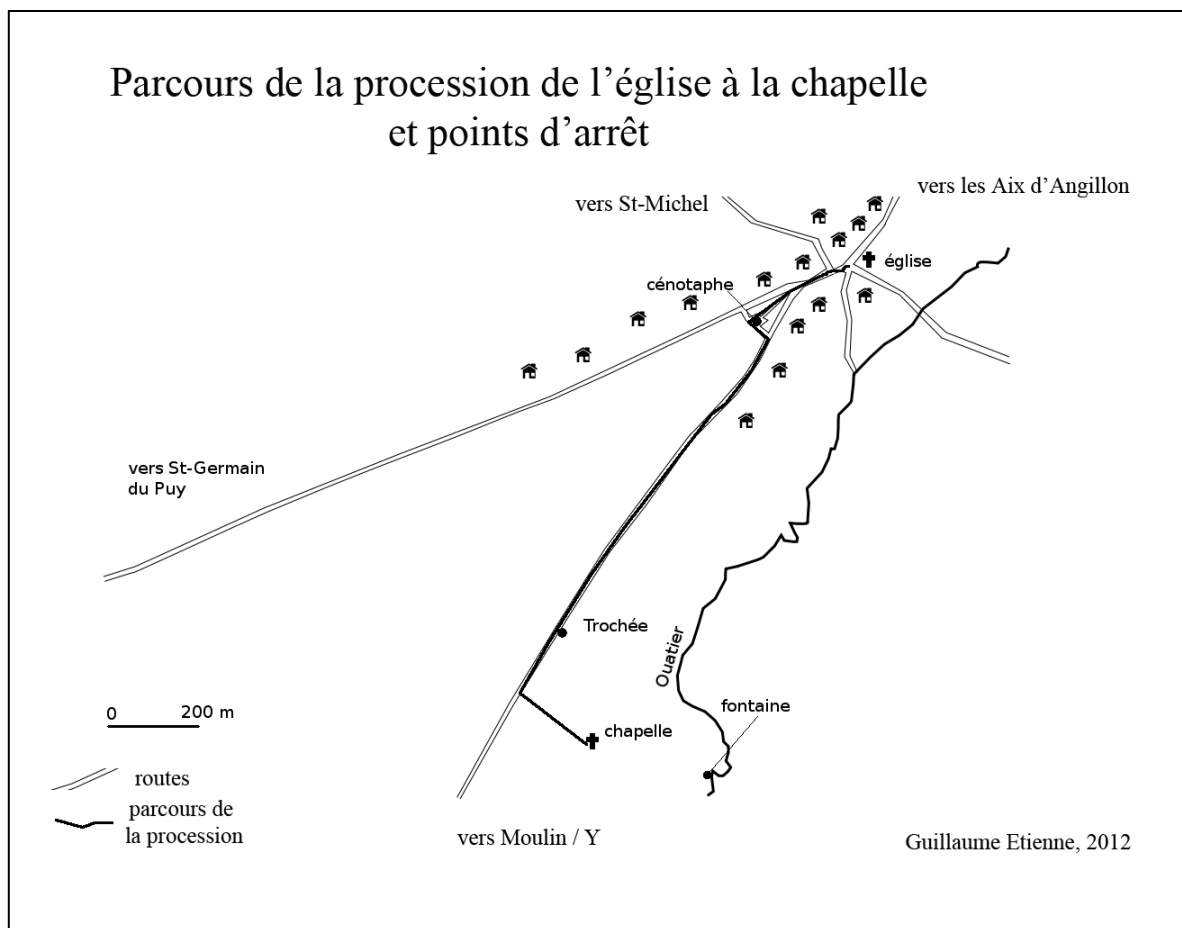 Parcours de la procession de l’église à la chapelle
et points d’arrêt
vers les Aix d’Angillon
vers St-Michel
église
cénotaphe
vers St-Germain
du Puy
Trochée
Ouatier
fontaine
chapelle
0 200 m
routes
parcours de
la procession
vers Moulin / Y
Guillaume Etienne, 2012